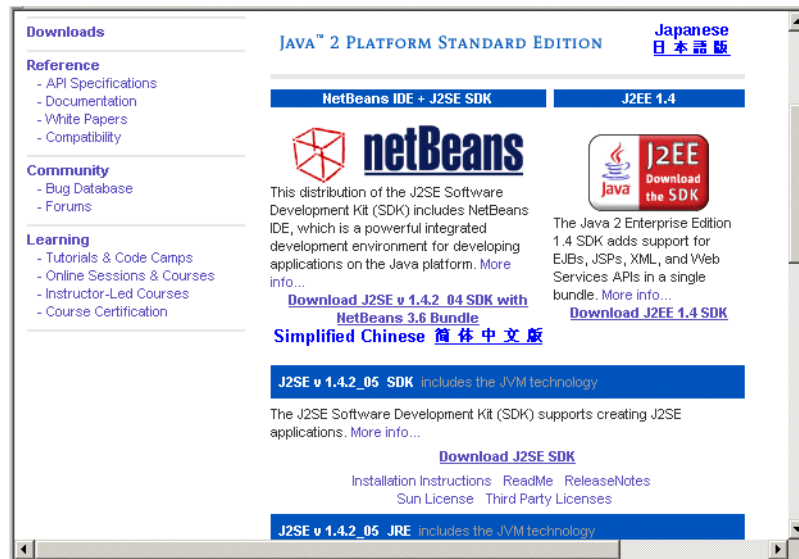 Downloads
Reference
- API Specifications
- Documentation
- White Papers
- Compatibility
Community
- Bug Database
- Forums
Learning
- Tutorials & Code Camps
- Online Sessions & Courses
- Instructor-Led Courses
- Course Certification
JAVA™ 2 PLATFORM STANDARD EDITION
Japanese
日本語版
NetBeans IDE + J2SE SDK
netBeans
This distribution of the J2SE Software
Development Kit (SDK) includes NetBeans
IDE, which is a powerful integrated
development environment for developing
applications on the Java platform. More
info...
Download J2SE v 1.4.2_04 SDK with
NetBeans 3.6 Bundle
Simplified Chinese 简体中文版
J2EE 1.4
Java
J2EE
Download
the SDK
The Java 2 Enterprise Edition
1.4 SDK adds support for
EJBs, JSPs, XML, and Web
Services APIs in a single
bundle. More info...
Download J2EE 1.4 SDK
J2SE v 1.4.2_05 SDK includes the JVM technology
The J2SE Software Development Kit (SDK) supports creating J2SE
applications. More info...
Download J2SE SDK
Installation Instructions ReadMe ReleaseNotes
Sun License Third Party Licenses
J2SE v 1.4.2_05 JRE includes the JVM technology